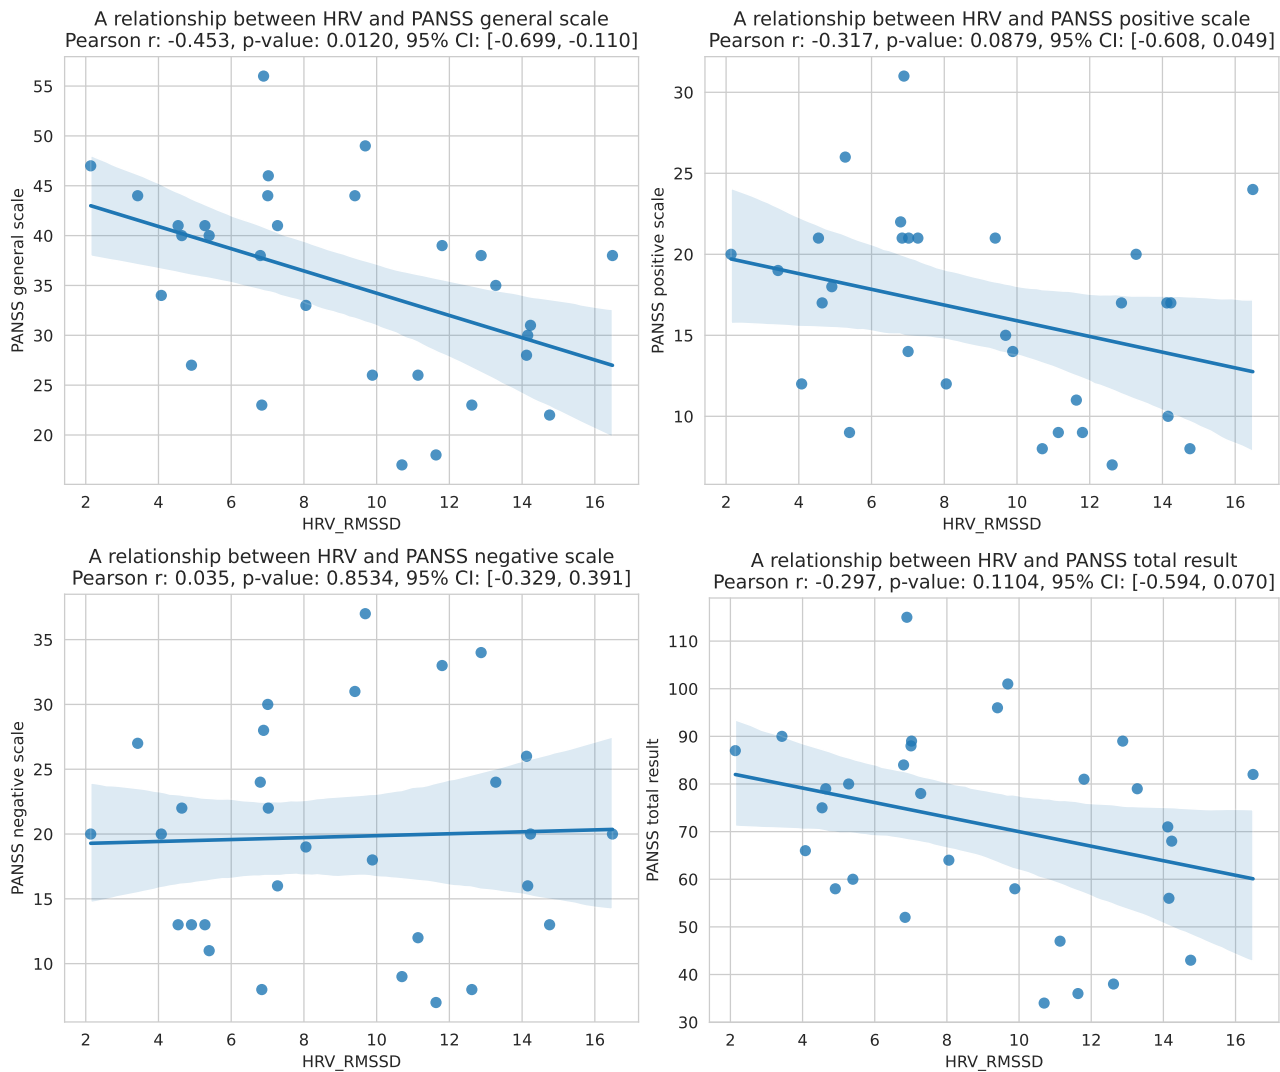 A relationship between HRV and PANSS general scale
Pearson r: -0.453, p-value: 0.0120, 95% CI: [-0.699, -0.110]
55
50
45
40
35
30
25
20
PANSS general scale
2 4 6 8 10 12 14 16
HRV_RMSSD
A relationship between HRV and PANSS positive scale
Pearson r: -0.317, p-value: 0.0879, 95% CI: [-0.608, 0.049]
30
25
20
15
10
PANSS positive scale
2 4 6 8 10 12 14 16
HRV_RMSSD
A relationship between HRV and PANSS negative scale
Pearson r: 0.035, p-value: 0.8534, 95% CI: [-0.329, 0.391]
35
30
25
20
15
10
PANSS negative scale
2 4 6 8 10 12 14 16
HRV_RMSSD
A relationship between HRV and PANSS total result
Pearson r: -0.297, p-value: 0.1104, 95% CI: [-0.594, 0.070]
110
100
90
80
70
60
50
40
30
PANSS total result
2 4 6 8 10 12 14 16
HRV_RMSSD